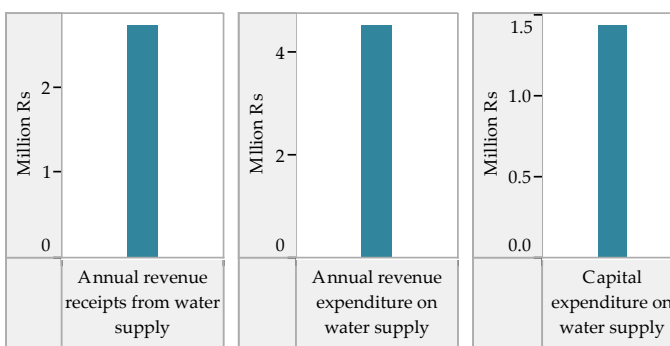 Million Rs
2
1
0
Annual revenue
receipts from water
supply
MIllion Rs
4
2
0
Annual revenue
expenditure on
water supply
Million Rs
1.5
1.0
0.5
0.0
Capital
expenditure on
water supply